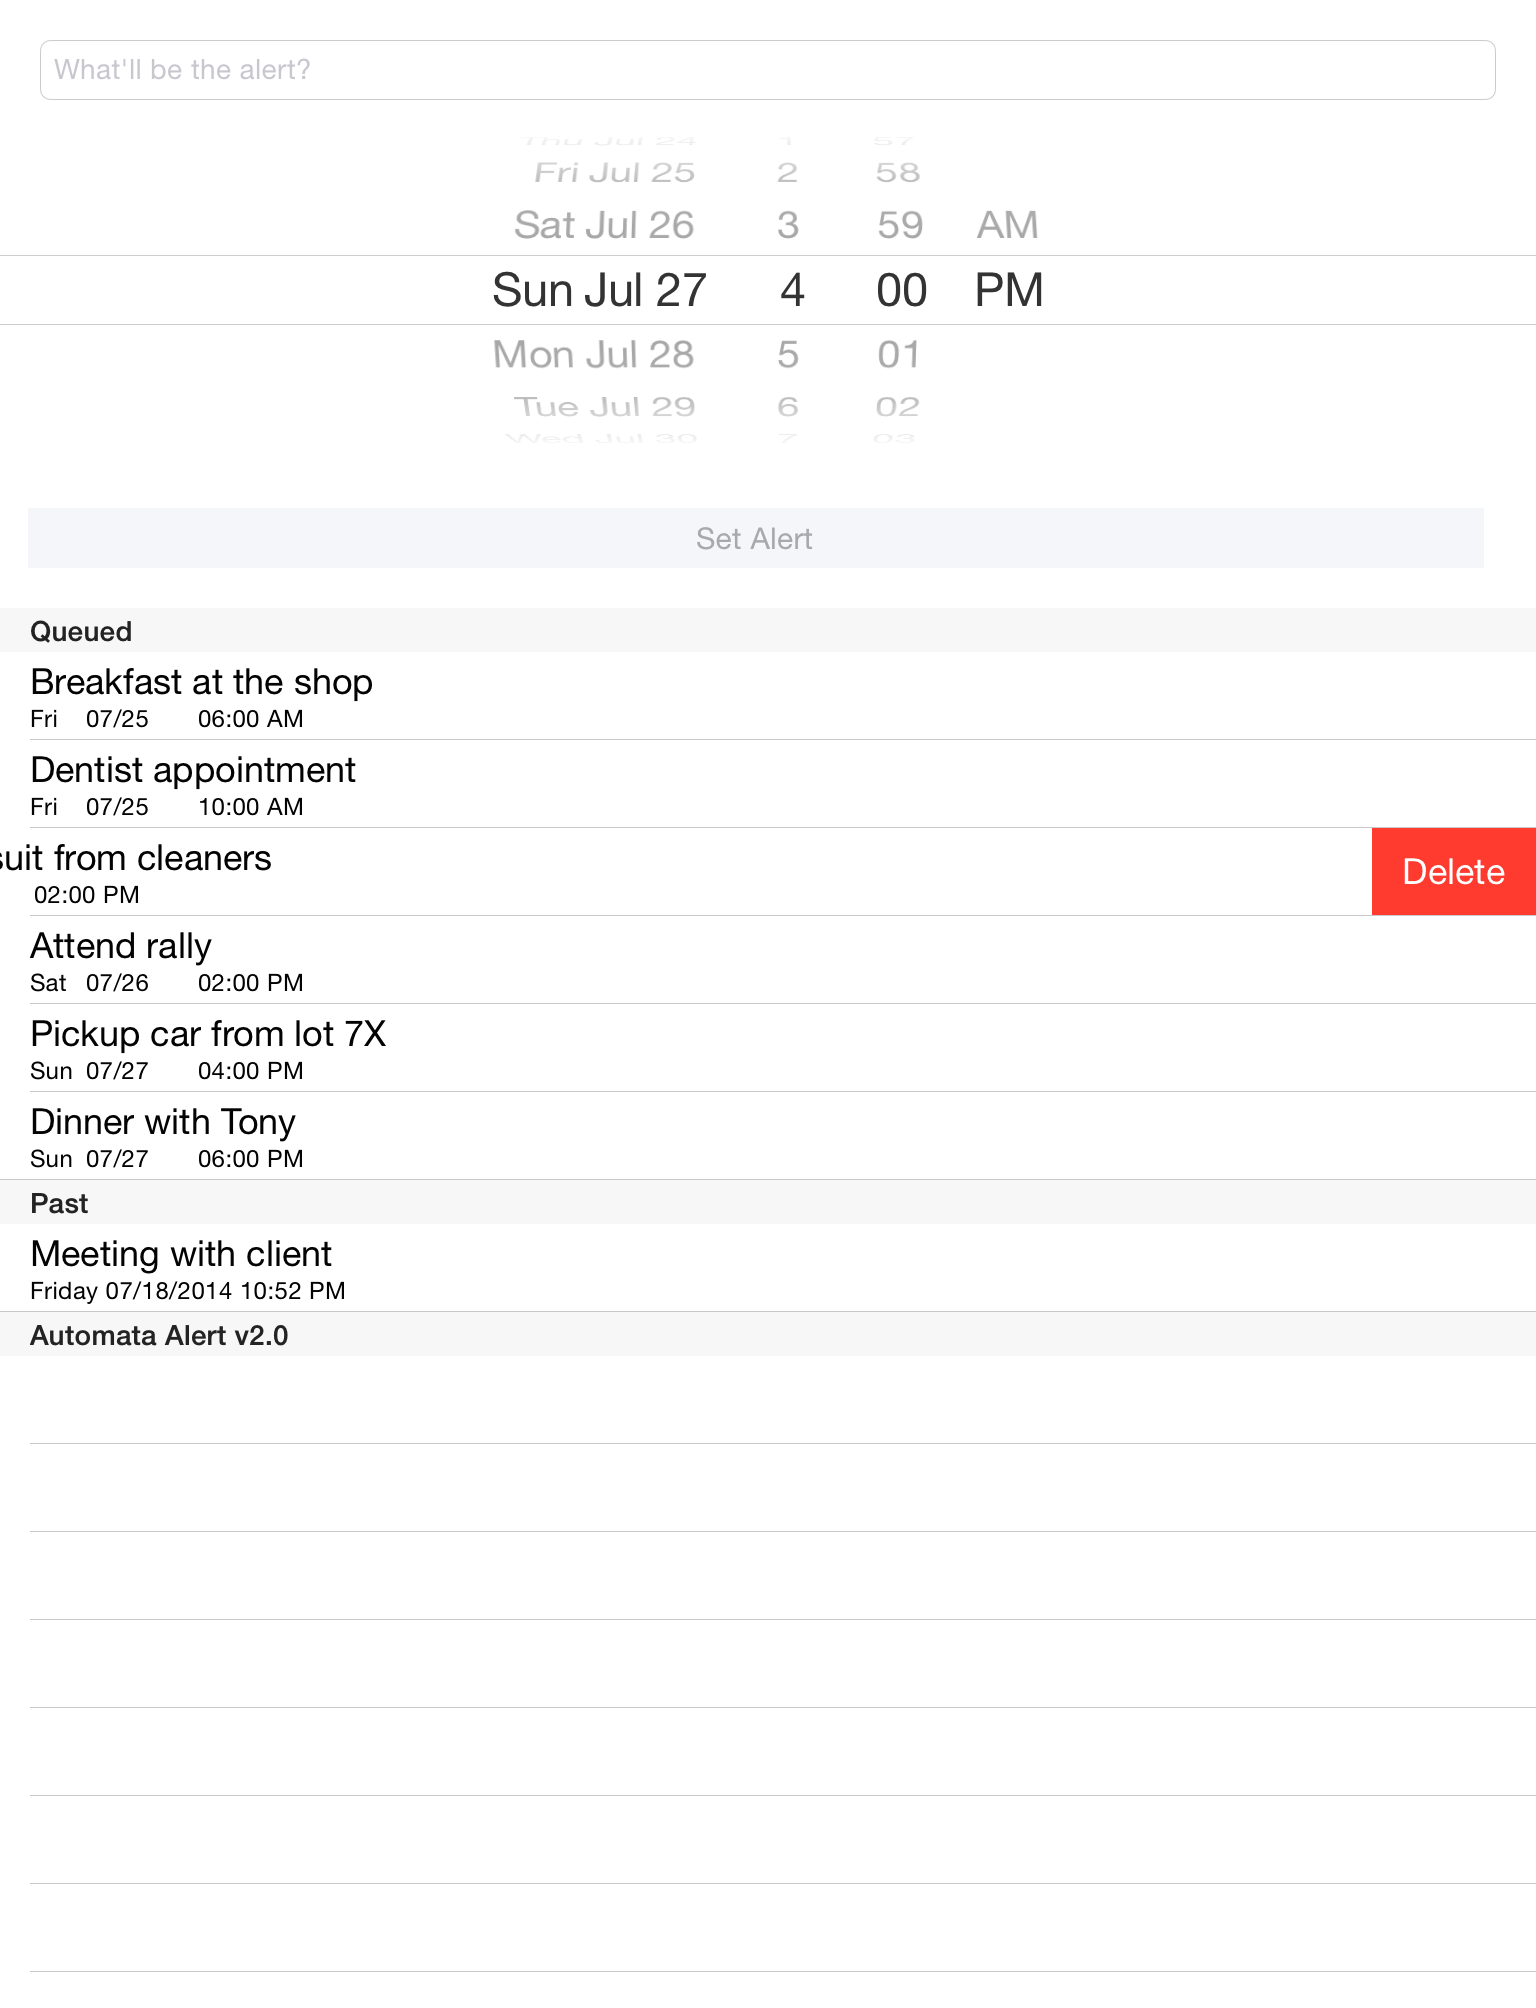 What'll be the alert?
Thu Jul 24 1 57
Fri Jul 25 2 58
Sat Jul 26 3 59 AM
Sun Jul 27 4 00 PM
Mon Jul 28 5 01
Tue Jul 29 6 02
Wed Jul 30 7 03
Set Alert
Queued
Breakfast at the shop
Fri 07/25 06:00 AM
Dentist appointment
Fri 07/25 10:00 AM
suit from cleaners
Delete
02:00 PM
Attend rally
Sat 07/26 02:00 PM
Pickup car from lot 7X
Sun 07/27 04:00 PM
Dinner with Tony
Sun 07/27 06:00 PM
Past
Meeting with client
Friday 07/18/2014 10:52 PM
Automata Alert v2.0